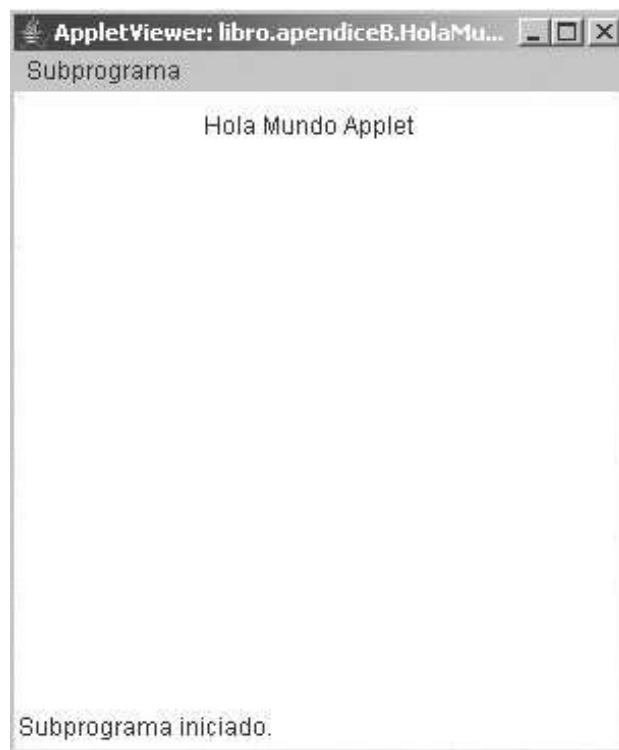 AppletViewer: libro.apendiceB.HolaMu...
Subprograma
Hola Mundo Applet
Subprograma iniciado.